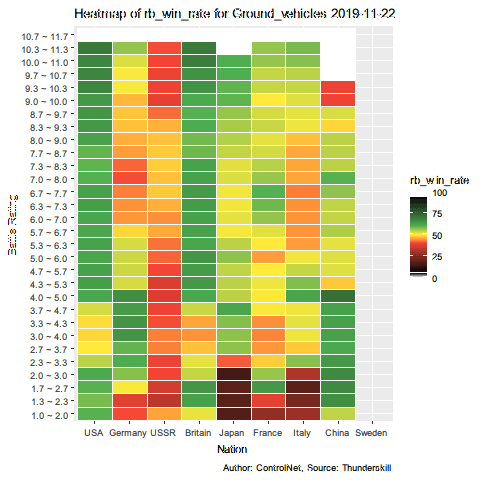 Heatmap of rb_win_rate for Ground_vehicles 2019-11-22
10.7 ~ 11.7
10.3 ~ 11.3
10.0 ~ 11.0
9.7 ~ 10.7
9.3 ~ 10.3
9.0 ~ 10.0
8.7 ~ 9.7
8.3 ~ 9.3
8.0 ~ 9.0
7.7 ~ 8.7
7.3 ~ 8.3
7.0 ~ 8.0
6.7 ~ 7.7
6.3 ~ 7.3
6.0 ~ 7.0
5.7 ~ 6.7
5.3 ~ 6.3
5.0 ~ 6.0
4.7 ~ 5.7
4.3 ~ 5.3
4.0 ~ 5.0
3.7 ~ 4.7
3.3 ~ 4.3
3.0 ~ 4.0
2.7 ~ 3.7
2.3 ~ 3.3
2.0 ~ 3.0
1.7 ~ 2.7
1.3 ~ 2.3
1.0 ~ 2.0
USA Germany USSR Britain Japan France Italy China Sweden
Nation
rb_win_rate
100
75
50
25
0
Author: ControlNet, Source: Thunderskill